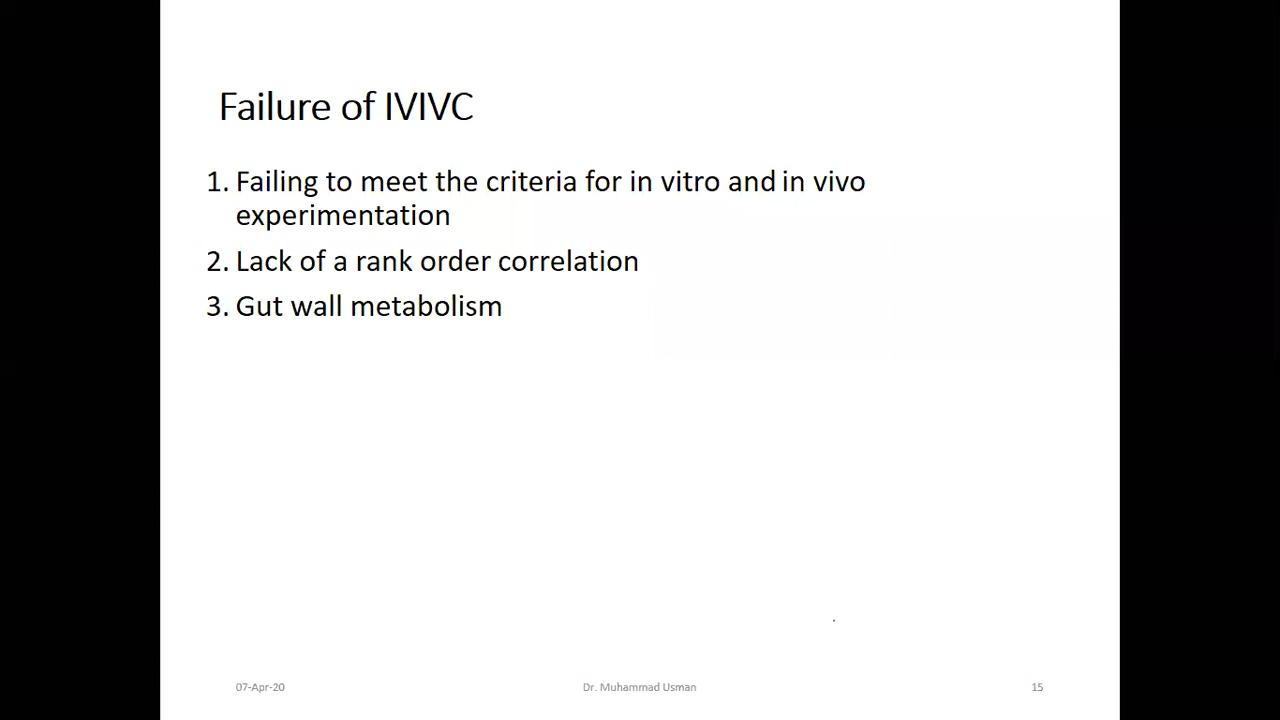 Failure of IVIVC
1. Failing to meet the criteria for in vitro and in vivo
experimentation
2. Lack of a rank order correlation
3. Gut wall metabolism
07-Apr-20
Dr. Muhammad Usman
15